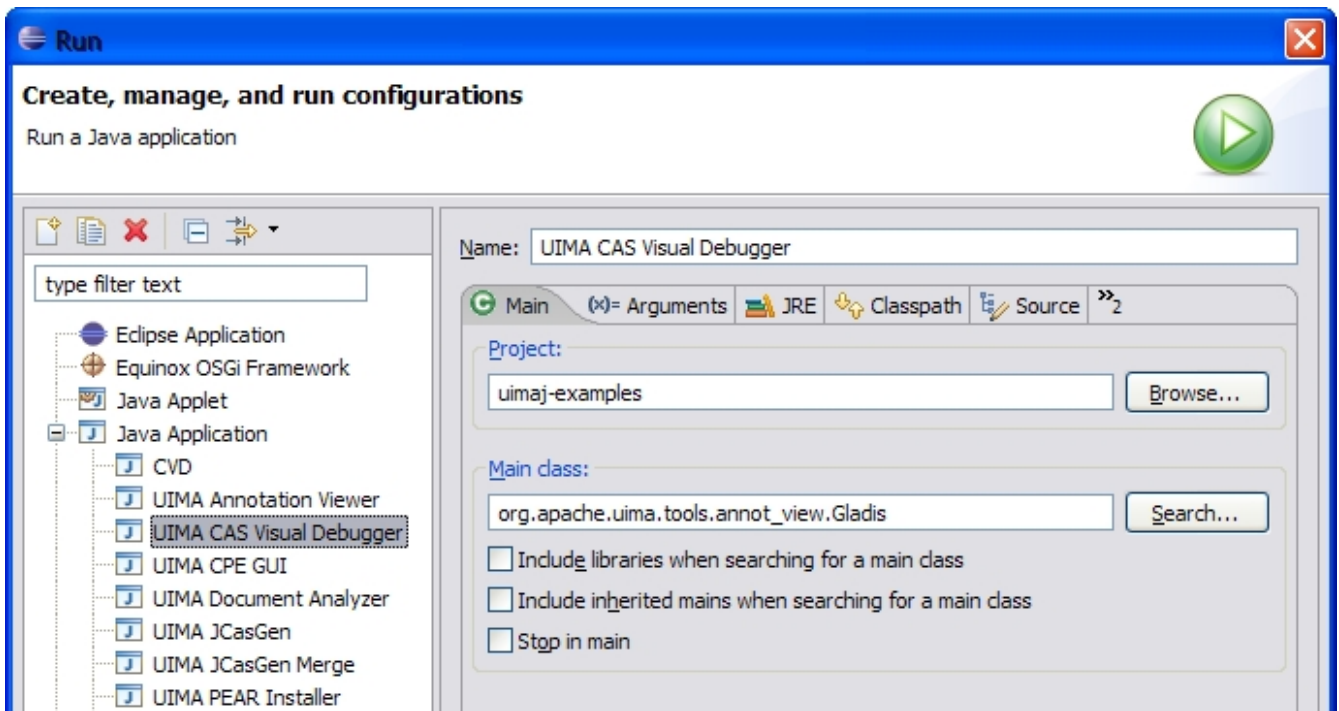 Run
Create, manage, and run configurations
Run a Java application
type filter text
Eclipse Application
Equinox OSGi Framework
Java Applet
Java Application
CVD
UIMA Annotation Viewer
UIMA CAS Visual Debugger
UIMA CPE GUI
UIMA Document Analyzer
UIMA JCasGen
UIMA JCasGen Merge
UIMA PEAR Installer
Name: UIMA CAS Visual Debugger
Main (x)= Arguments JRE Classpath Source »2
Project:
uimaj-examples Browse...
Main class:
org.apache.uima.tools.annot_view.Gladis Search...
Include libraries when searching for a main class
Include inherited mains when searching for a main class
Stop in main